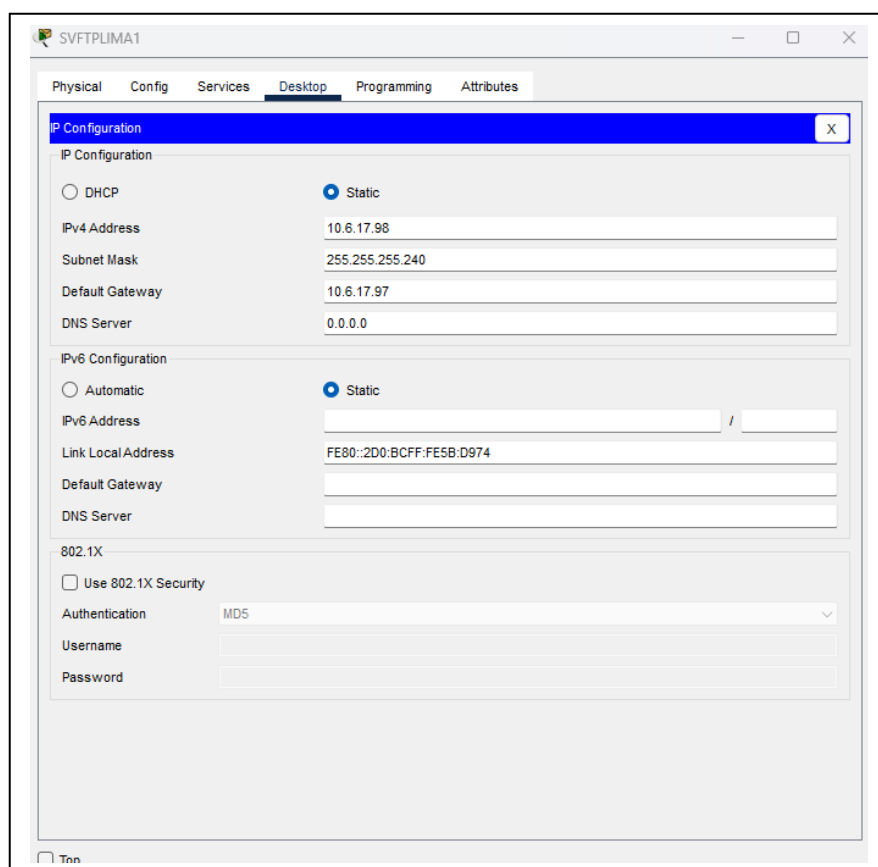 SVFTPLIMA1
Physical Config Services Desktop Programming Attributes
IP Configuration X
IP Configuration
DHCP Static
IPv4 Address 10.6.17.98
Subnet Mask 255.255.255.240
Default Gateway 10.6.17.97
DNS Server 0.0.0.0
IPv6 Configuration
Automatic Static
IPv6 Address /
Link Local Address FE80::2D0:BCFF:FE5B:D974
Default Gateway
DNS Server
802.1X
Use 802.1X Security
Authentication MD5
Username
Password
Top